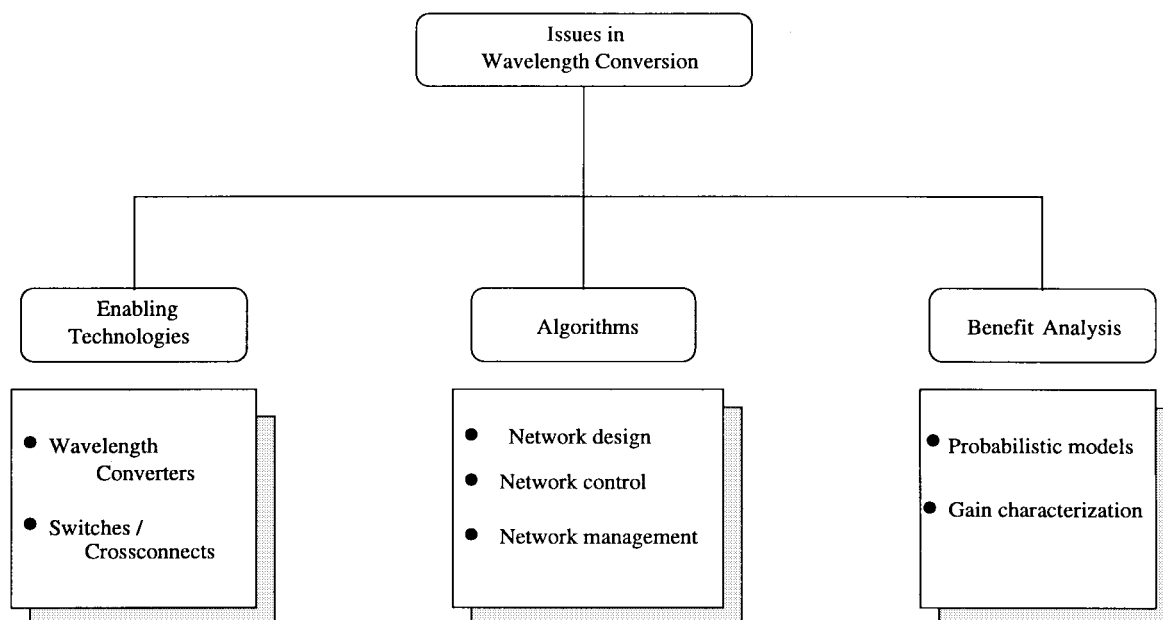 Issues in
Wavelength Conversion
Enabling
Technologies
Algorithms
Benefit Analysis
Wavelength
Converters
Switches /
Crossconnects
Network design
Network control
Network management
Probabilistic models
Gain characterization